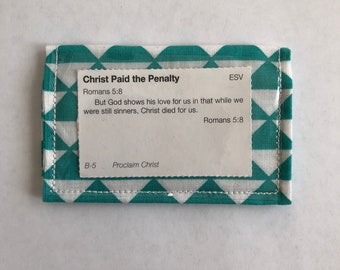 Christ Paid the Penalty ESV
Romans 5:8
But God shows his love for us in that while we
were still sinners, Christ died for us.
Romans 5:8
B-5 Proclaim Christ